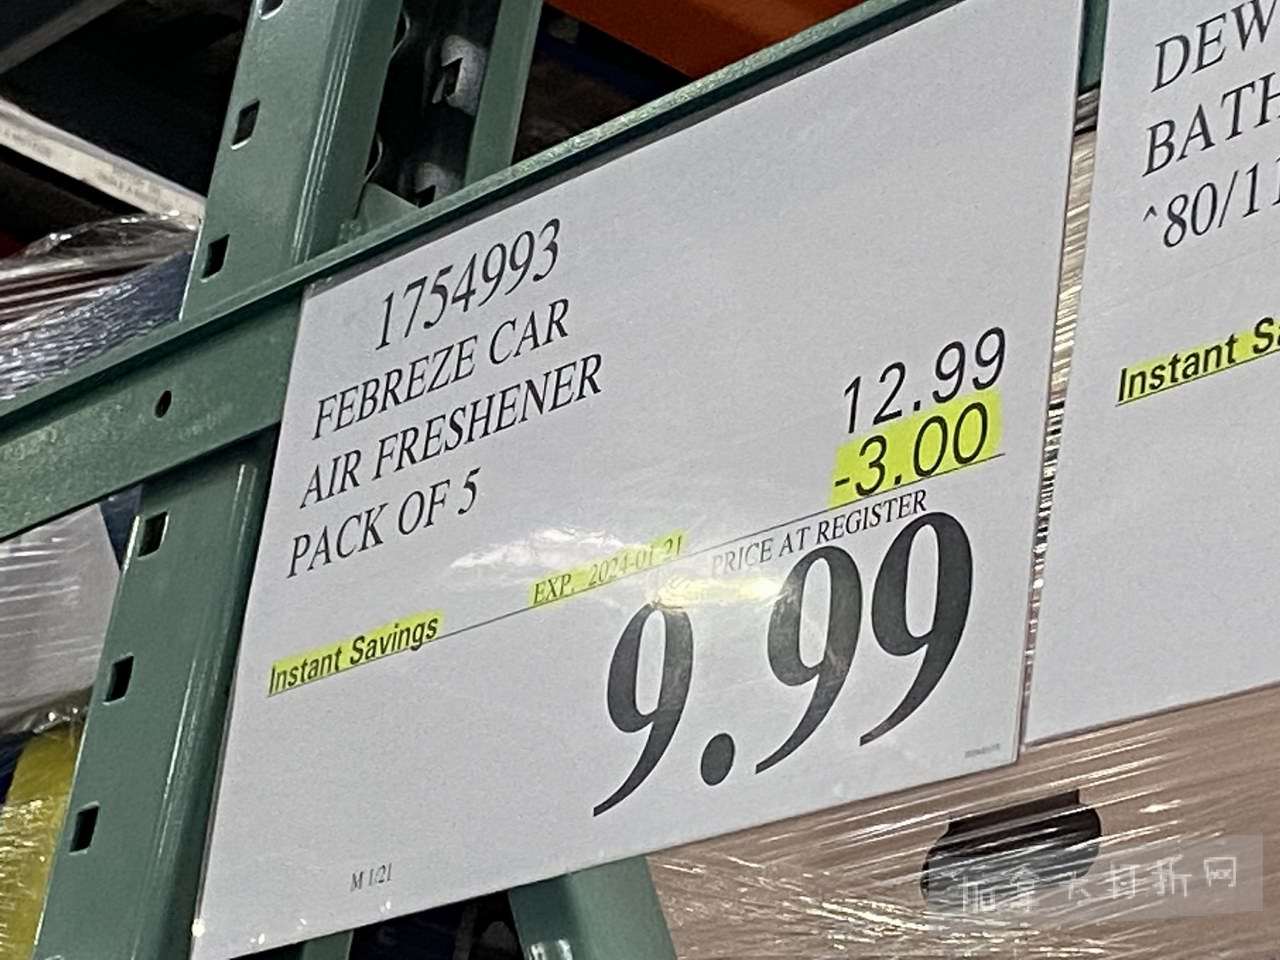 1754993
FEBREZE CAR
AIR FRESHENER
PACK OF 5
12.99
-3.00
EXP. 2024-01-21
PRICE AT REGISTER
Instant Savings
9.99
M 1/21
DEW
BATH
^80/11
Instant Sa
加拿大打折网